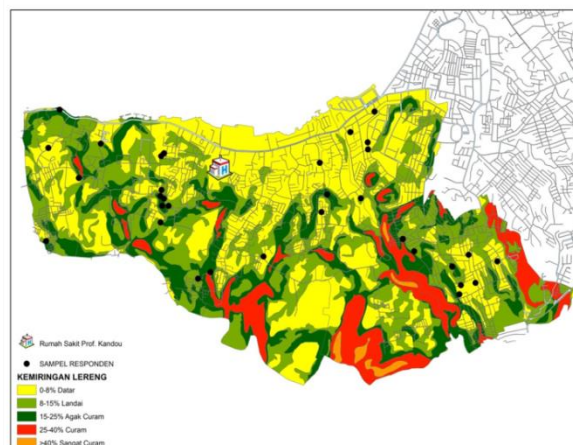 Rumah Sakit Prof. Kandou
SAMPEL RESPONDEN
KEMIRINGAN LERENG
0-8% Datar
8-15% Landai
15-25% Agak Curam
25-40% Curam
>40% Sangat Curam